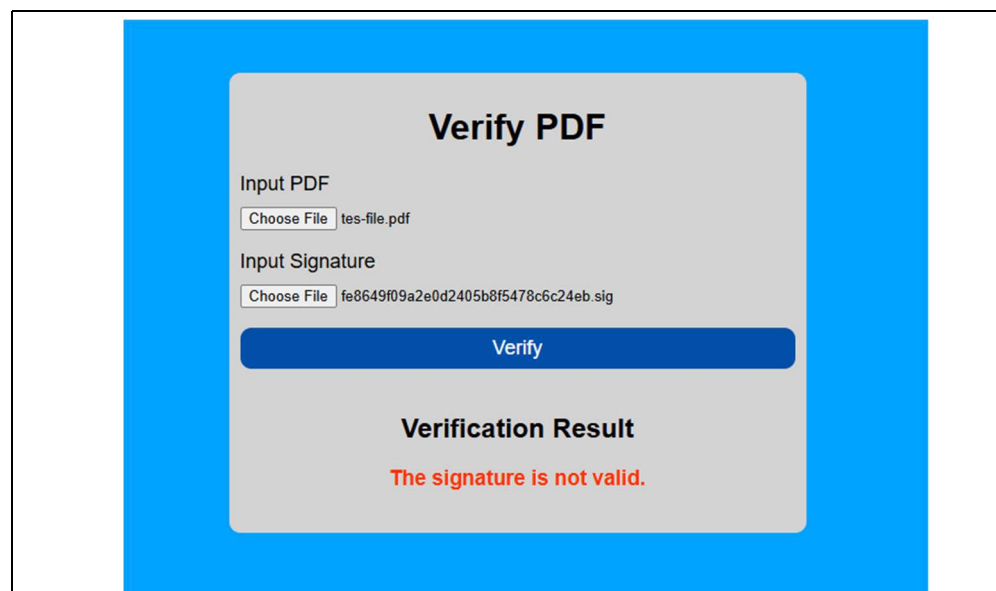 Verify PDF
Input PDF
Choose File tes-file.pdf
Input Signature
Choose File fe8649f09a2e0d2405b8f5478c6c24eb.sig
Verify
Verification Result
The signature is not valid.